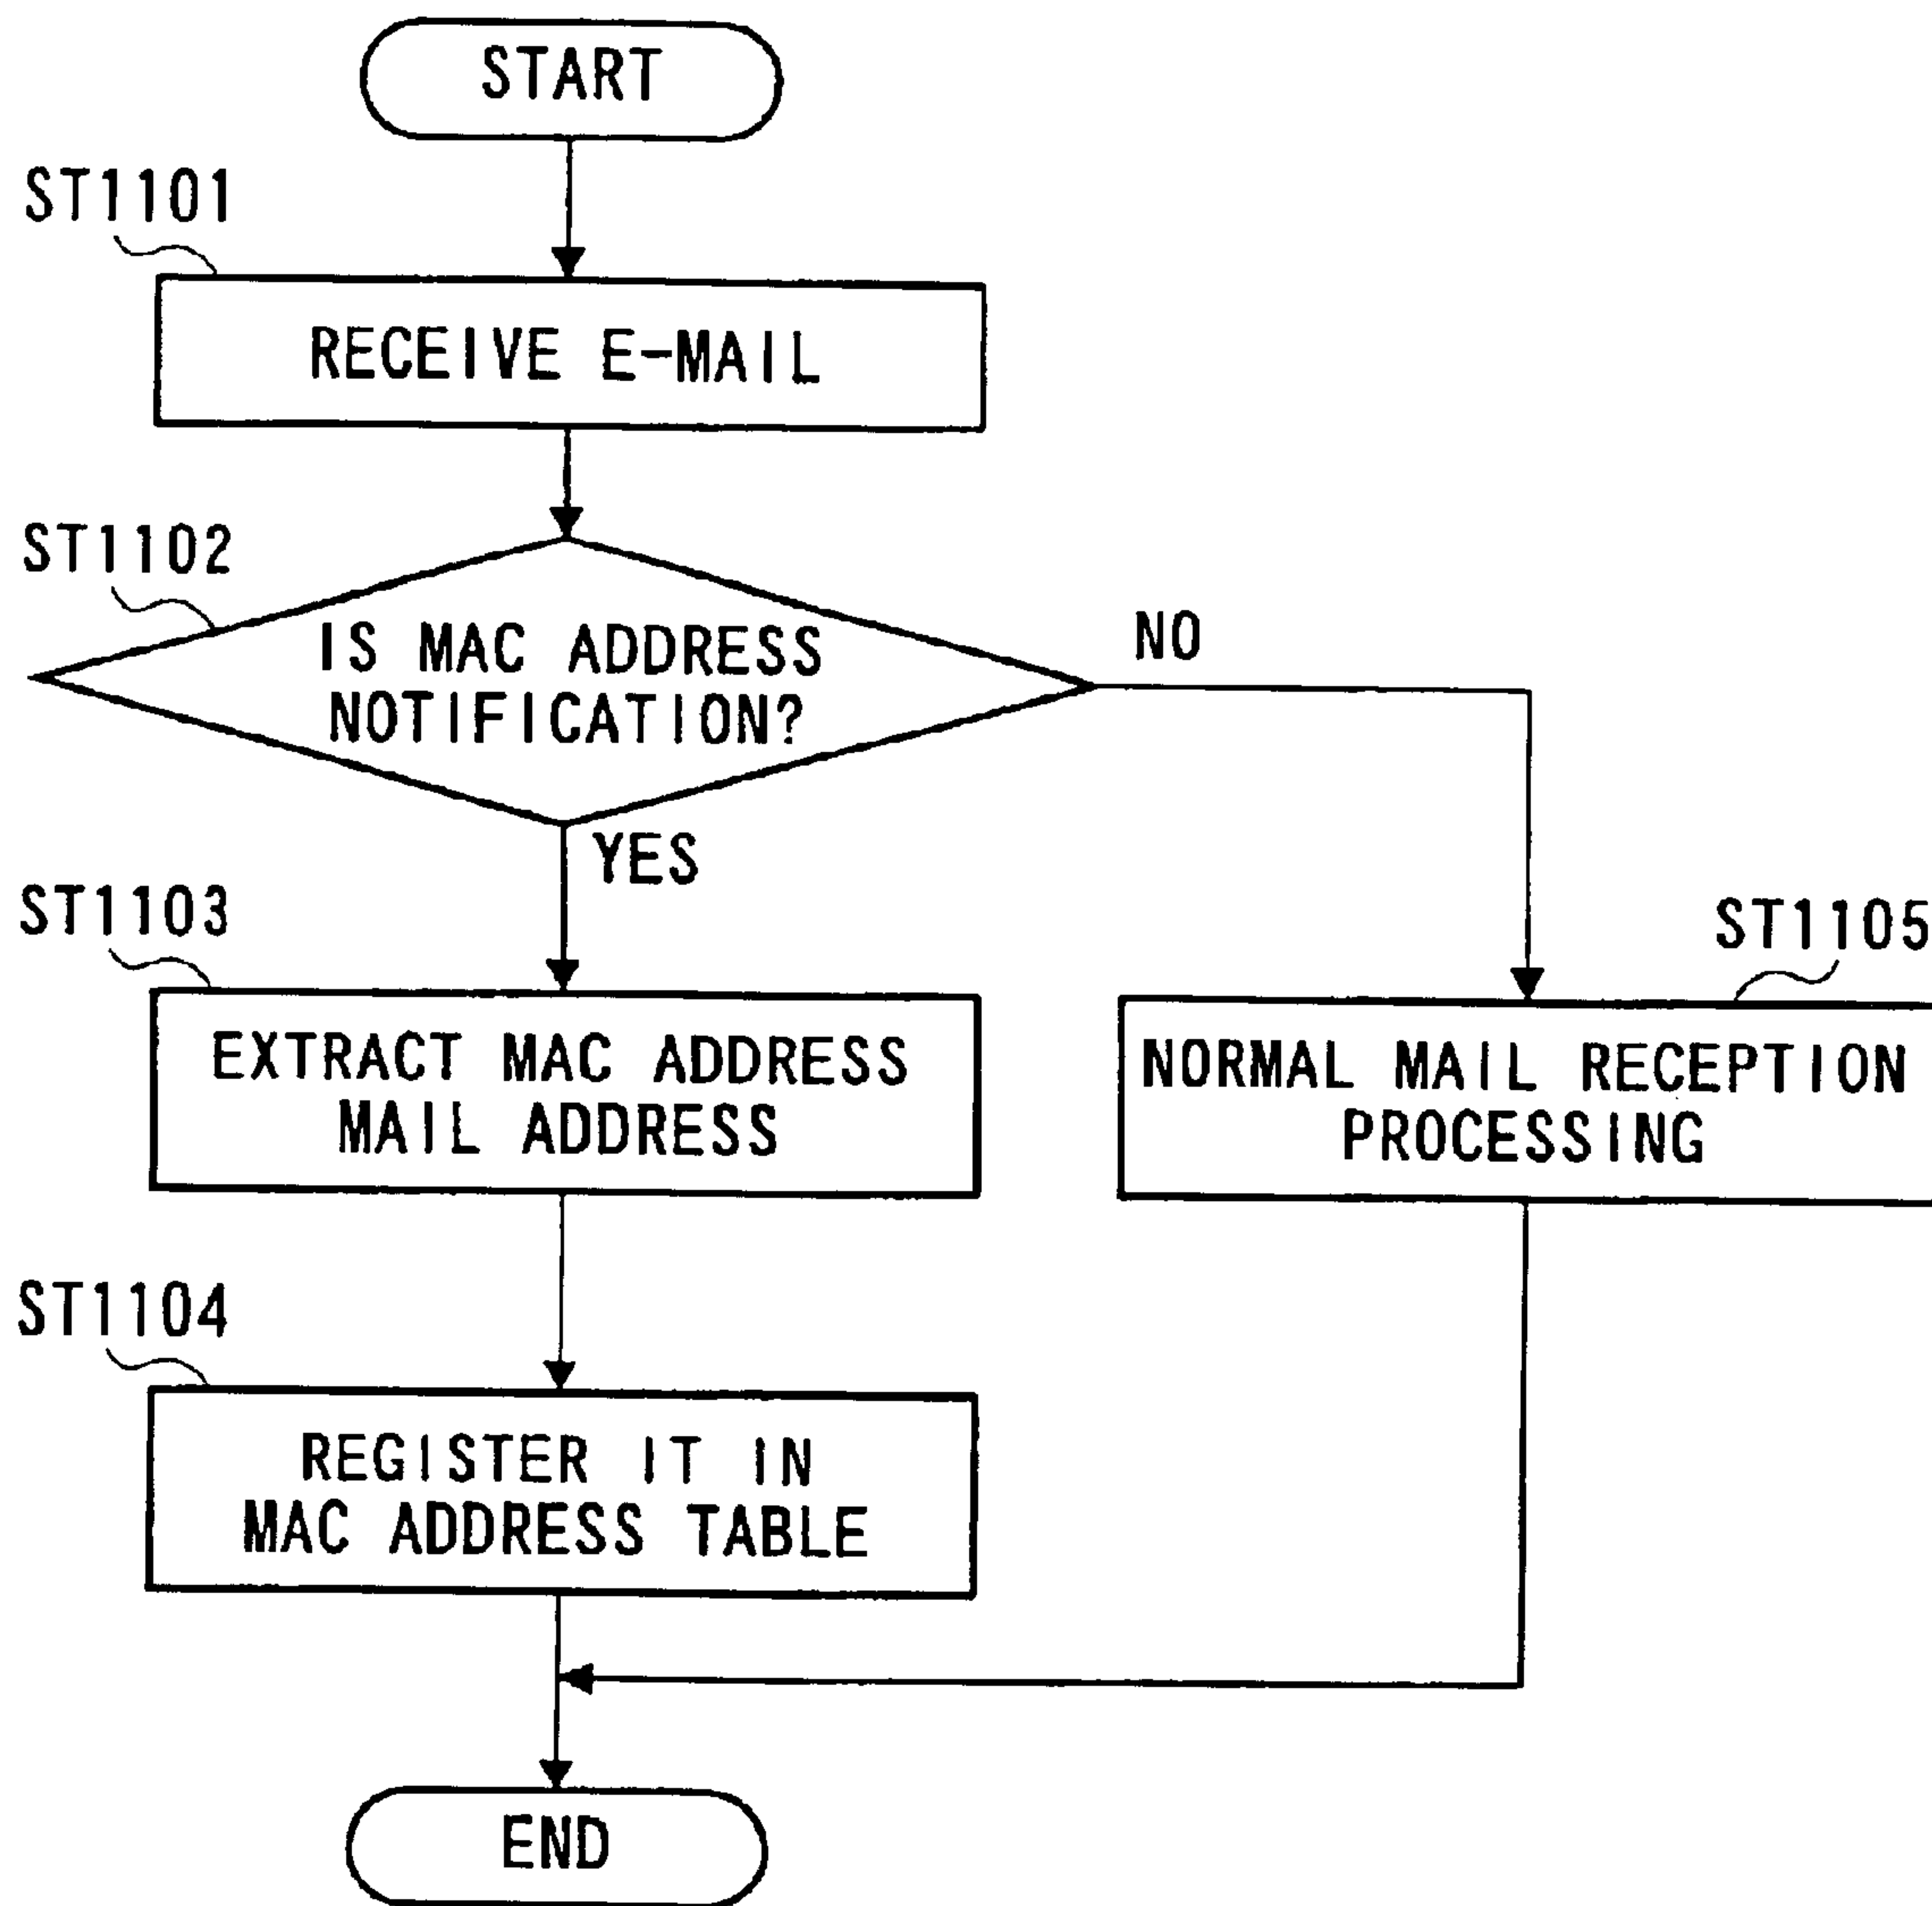 START
ST1101
RECEIVE E-MAIL
ST1102
IS MAC ADDRESS
NOTIFICATION?
NO
YES
ST1103
EXTRACT MAC ADDRESS
MAIL ADDRESS
ST1105
NORMAL MAIL RECEPTION
PROCESSING
ST1104
REGISTER IT IN
MAC ADDRESS TABLE
END